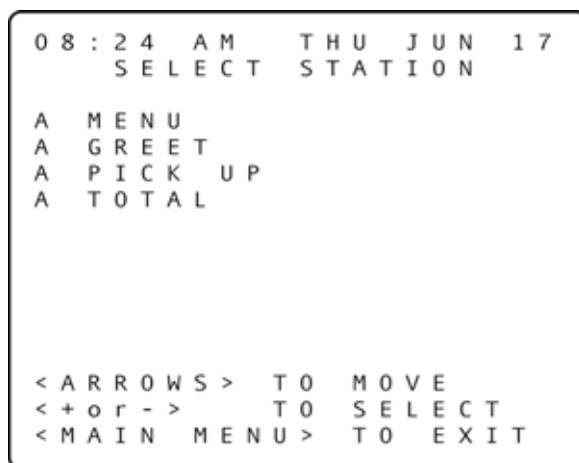 08:24 AM THU JUN 17
SELECT STATION
A MENU
A GREET
A PICK UP
A TOTAL
<ARROWS> TO MOVE
<+or-> TO SELECT
<MAIN MENU> TO EXIT